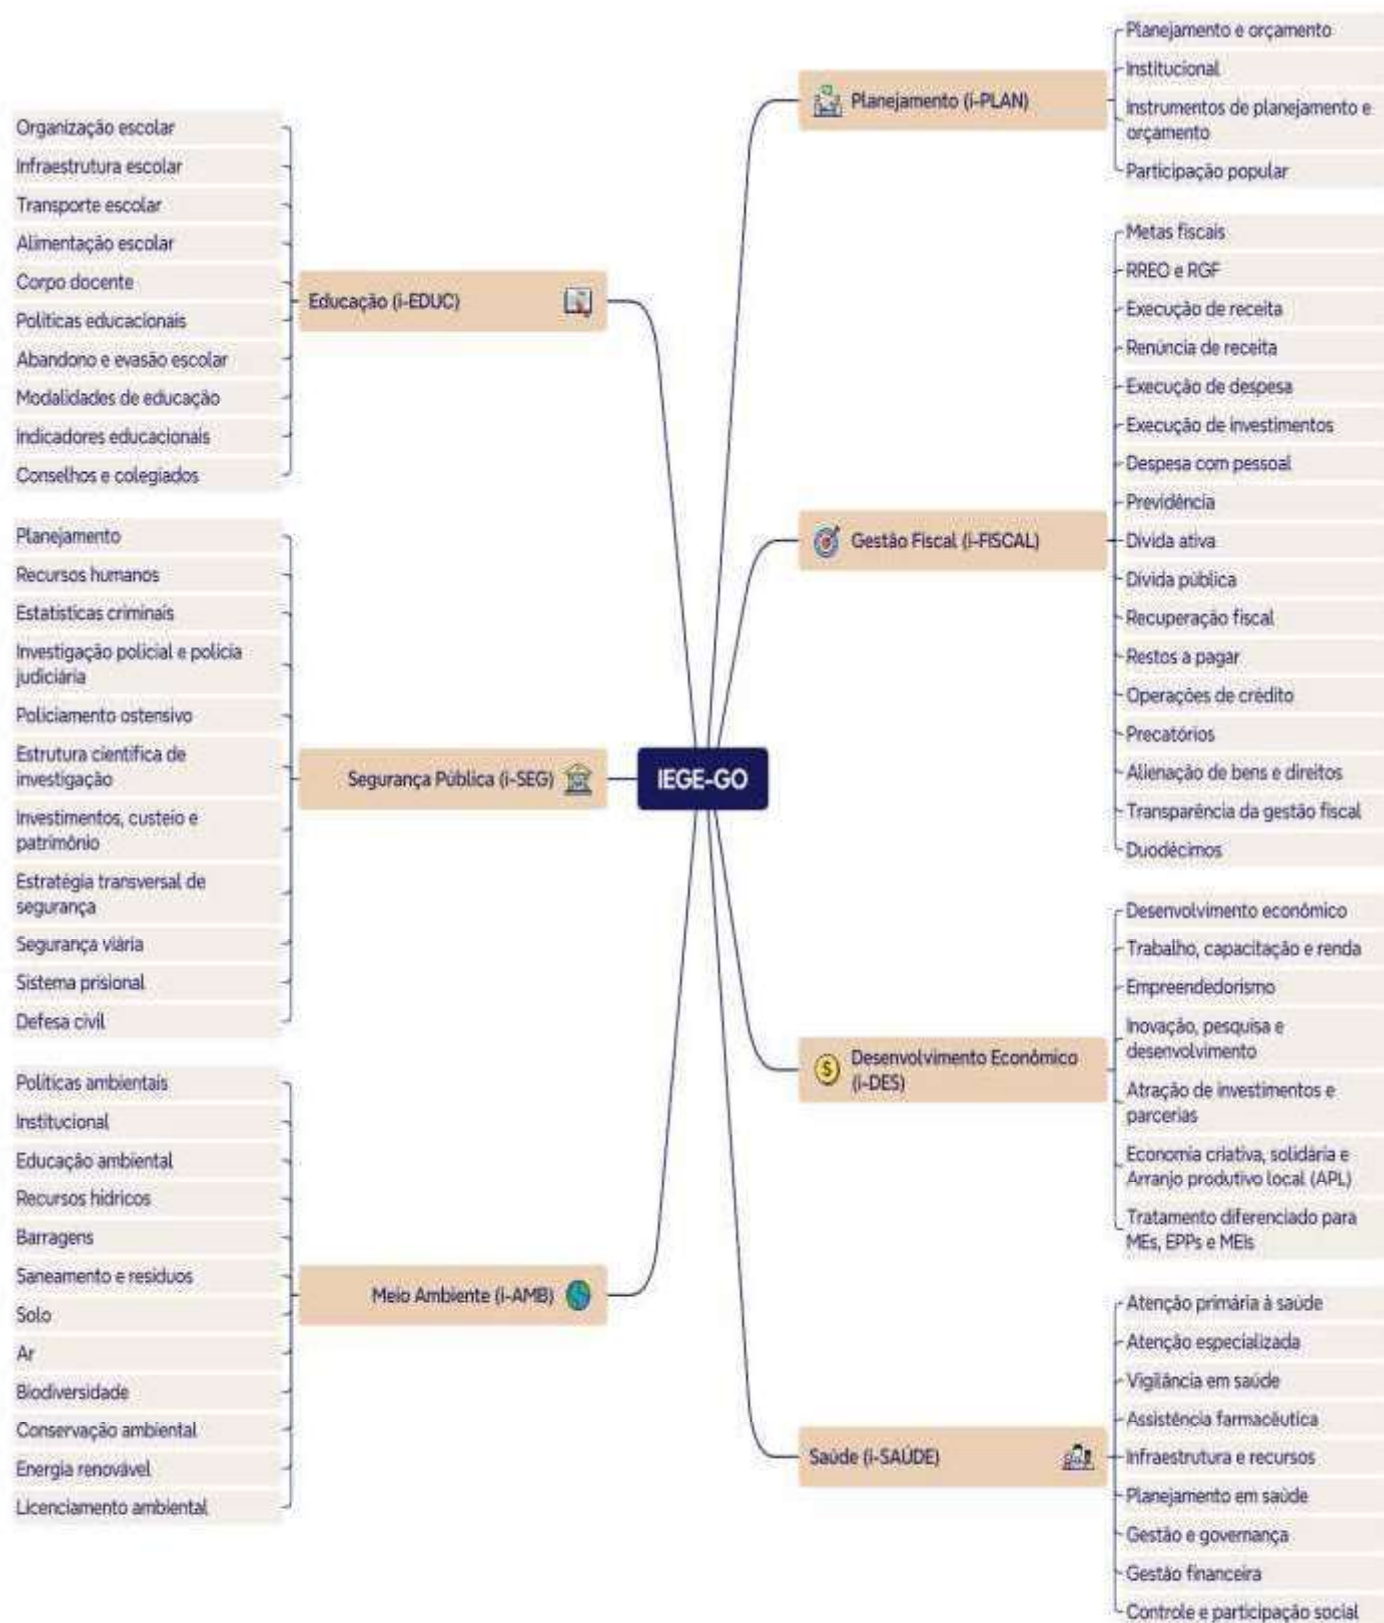 Planejamento (i-PLAN)
Planejamento e orçamento
Institucional
Instrumentos de planejamento e
orçamento
Participação popular
Educação (i-EDUC)
Organização escolar
Infraestrutura escolar
Transporte escolar
Alimentação escolar
Corpo docente
Políticas educacionais
Abandono e evasão escolar
Modalidades de educação
Indicadores educacionais
Conselhos e colegiados
Gestão Fiscal (i-FISCAL)
Metas fiscais
RREO e RGF
Execução de receita
Renúncia de receita
Execução de despesa
Execução de investimentos
Despesa com pessoal
Previdência
Dívida ativa
Dívida pública
Recuperação fiscal
Restos a pagar
Operações de crédito
Precatórios
Alienação de bens e direitos
Transparência da gestão fiscal
Duodécimos
IEGE-GO
Segurança Pública (i-SEG)
Planejamento
Recursos humanos
Estatísticas criminais
Investigação policial e polícia
judiciária
Policiamento ostensivo
Estrutura científica de
investigação
Investimentos, custeio e
patrimônio
Estratégia transversal de
segurança
Segurança viária
Sistema prisional
Defesa civil
Desenvolvimento Econômico
(i-DES)
Desenvolvimento econômico
Trabalho, capacitação e renda
Empreendedorismo
Inovação, pesquisa e
desenvolvimento
Atração de investimentos e
parcerias
Economia criativa, solidária e
Arranjo produtivo local (APL)
Tratamento diferenciado para
MEs, EPPs e MEIs
Meio Ambiente (i-AMB)
Políticas ambientais
Institucional
Educação ambiental
Recursos hídricos
Barragens
Saneamento e resíduos
Solo
Ar
Biodiversidade
Conservação ambiental
Energia renovável
Licenciamento ambiental
Saúde (i-SAÚDE)
Atenção primária à saúde
Atenção especializada
Vigilância em saúde
Assistência farmacêutica
Infraestrutura e recursos
Planejamento em saúde
Gestão e governança
Gestão financeira
Controle e participação social